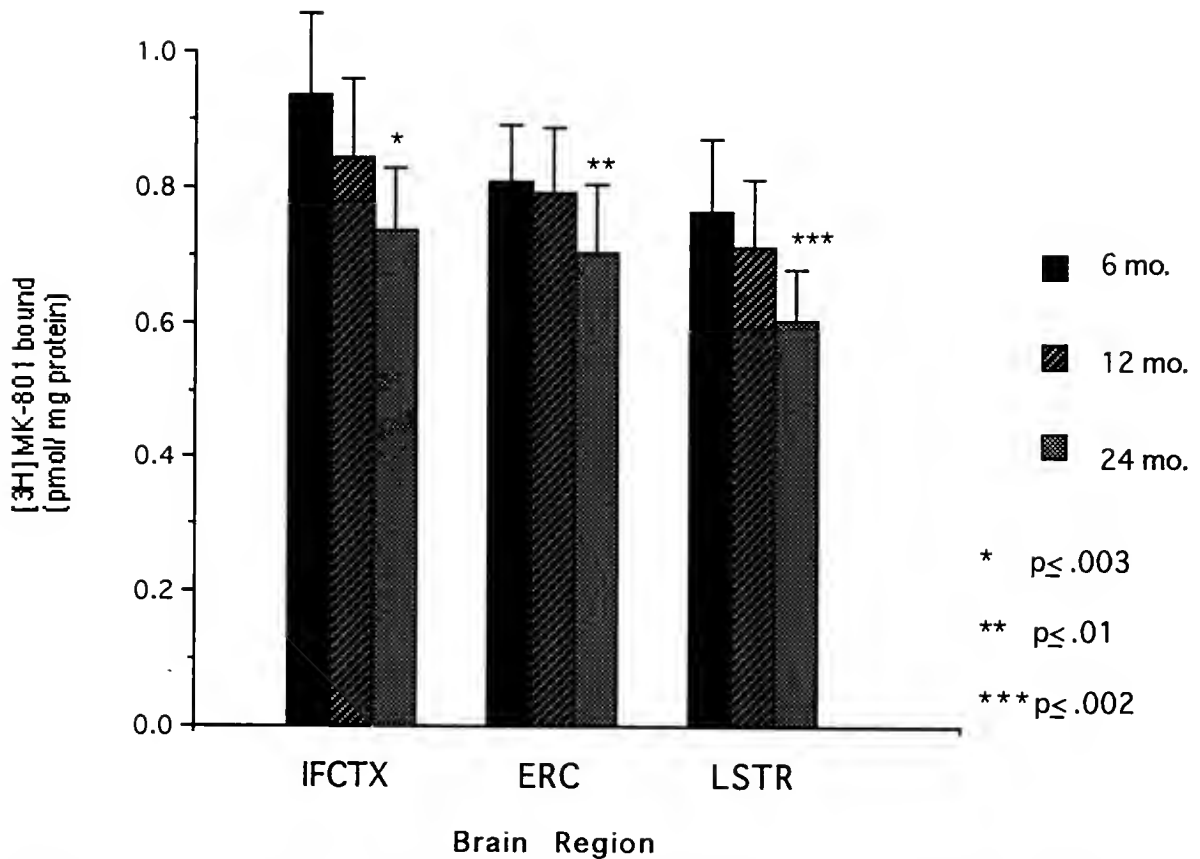 [3H]MK-801 bound
(pmol/ mg protein)
1.0
0.8
0.6
0.4
0.2
0.0
*
**
***
IFCTX
ERC
LSTR
Brain Region
6 mo.
12 mo.
24 mo.
* p≤.003
** p≤.01
*** p≤.002